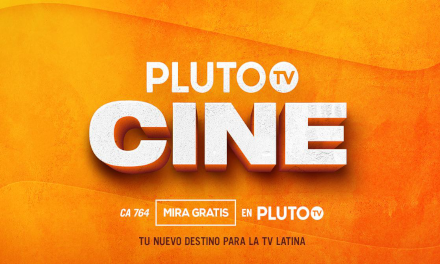 PLUTO TV
CINE
CA 764 MIRA GRATIS EN PLUTO TV
TU NUEVO DESTINO PARA LA TV LATINA